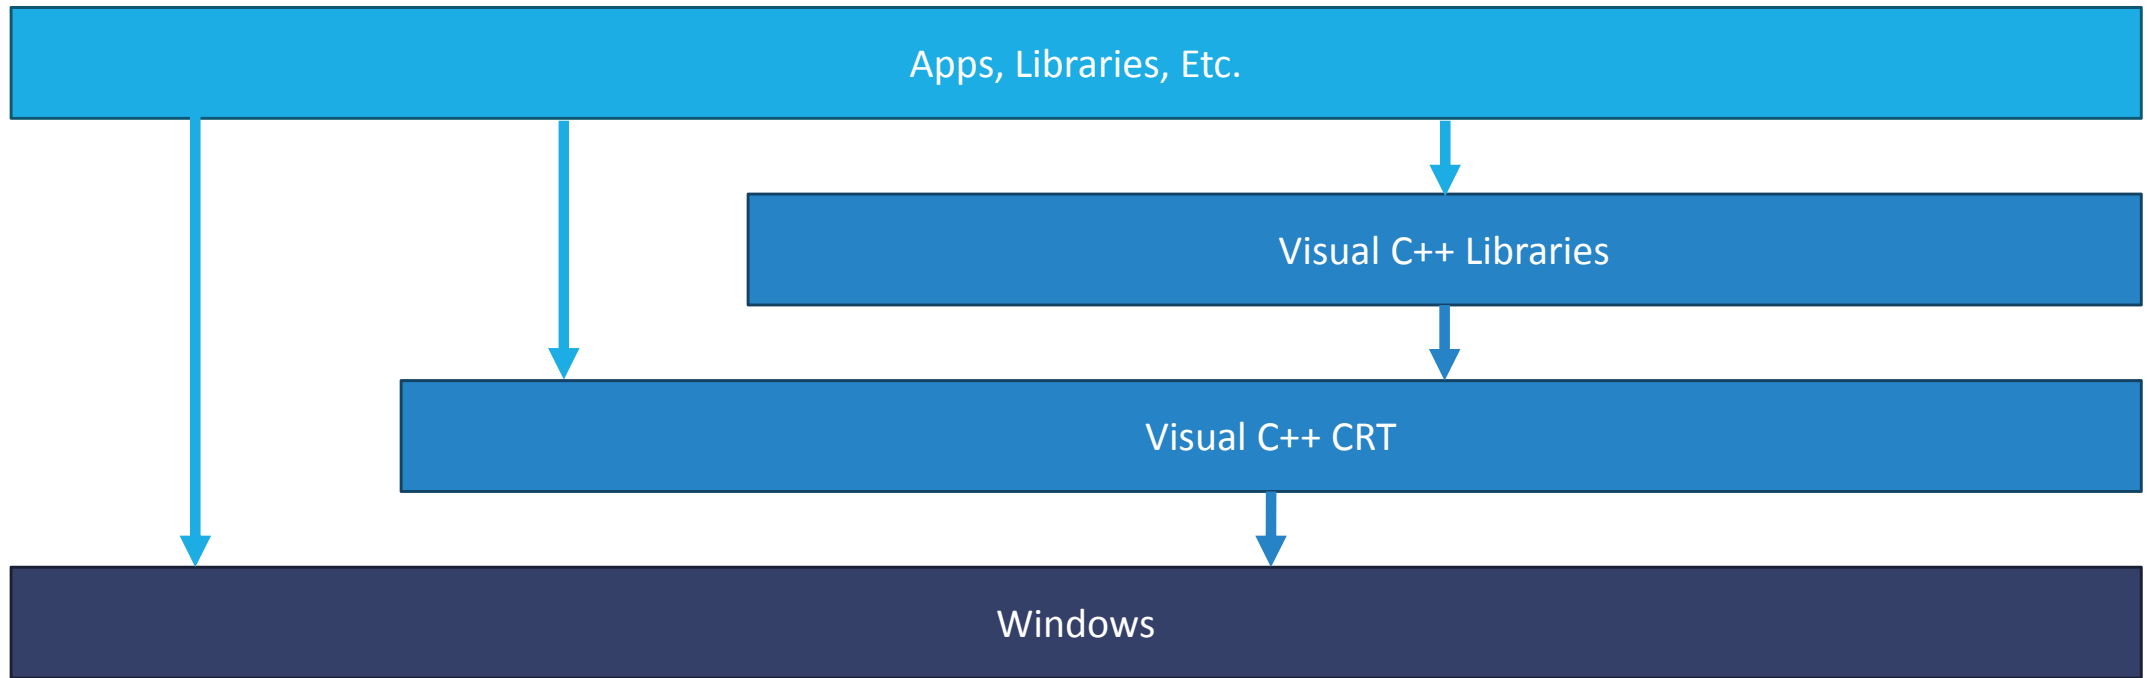 Apps, Libraries, Etc.
Visual C++ Libraries
Visual C++ CRT
Windows